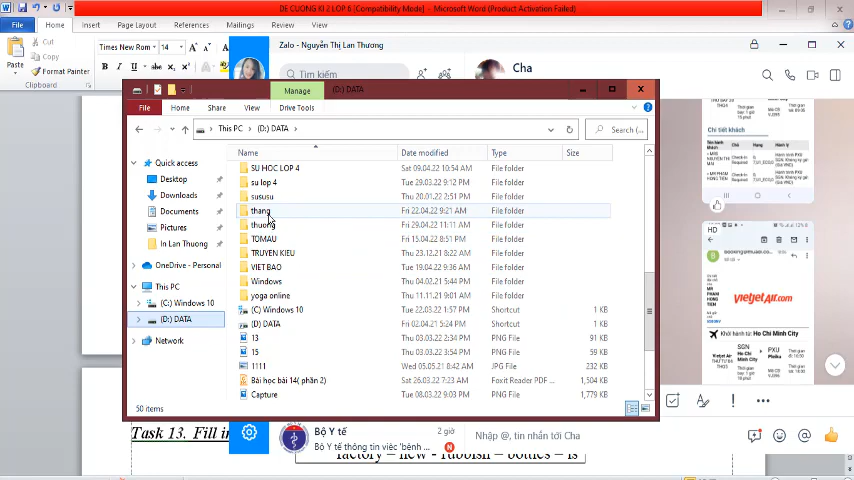 DE CUONG KI 2 LOP 6 [Compatibility Mode] - Microsoft Word (Product Activation Failed)
File Home Insert Page Layout References Mailings Review View
Paste Cut Copy Format Painter
Clipboard
Times New Rom 14
B I U abc
Zalo - Nguyễn Thị Lan Thương
Tìm kiếm
Cha
Manage (D:) DATA
File Home Share View Drive Tools
This PC › (D:) DATA ›
Search (...
Name Date modified Type Size
Quick access
Desktop
Downloads
Documents
Pictures
In Lan Thuong
OneDrive - Personal
This PC
(C:) Windows 10
(D:) DATA
Network
SU HOC LOP 4 Sat 09.04.22 10:54 AM File folder
su lop 4 Tue 29.03.22 9:12 PM File folder
sususu Thu 20.01.22 2:51 PM File folder
thang Fri 22.04.22 9:21 AM File folder
thuong Fri 29.04.22 11:11 AM File folder
TOMAU Fri 15.04.22 8:51 PM File folder
TRUYEN KIEU Thu 23.12.21 8:22 AM File folder
VIET BAO Tue 19.04.22 9:36 AM File folder
Windows Fri 04.02.22 5:44 PM File folder
yoga online Thu 11.11.21 9:01 AM File folder
(C) Windows 10 Tue 22.03.22 1:57 PM Shortcut 1 KB
(D) DATA Fri 02.04.21 5:24 PM Shortcut 1 KB
13 Thu 03.03.22 2:34 PM PNG File 91 KB
15 Thu 03.03.22 3:54 PM PNG File 59 KB
1111 Wed 05.05.21 8:42 AM JPG File 232 KB
Bài học bài 14( phần 2) Sat 26.03.22 7:23 AM Foxit Reader PDF ... 1,504 KB
Capture Tue 08.03.22 9:03 PM PNG File 1,779 KB
50 items
Chi tiết khách
HD
vietjetAir.com
Khởi hành từ: Ho Chi Minh City
SGN
PXU
Ho Chi Minh City
Bộ Y tế 2 giờ
Bộ Y tế thông tin việc 'bệnh ... N
Nhập @, tin nhắn tới Cha
Task 13. Fill in
factory – new - rubbish – bottles – is